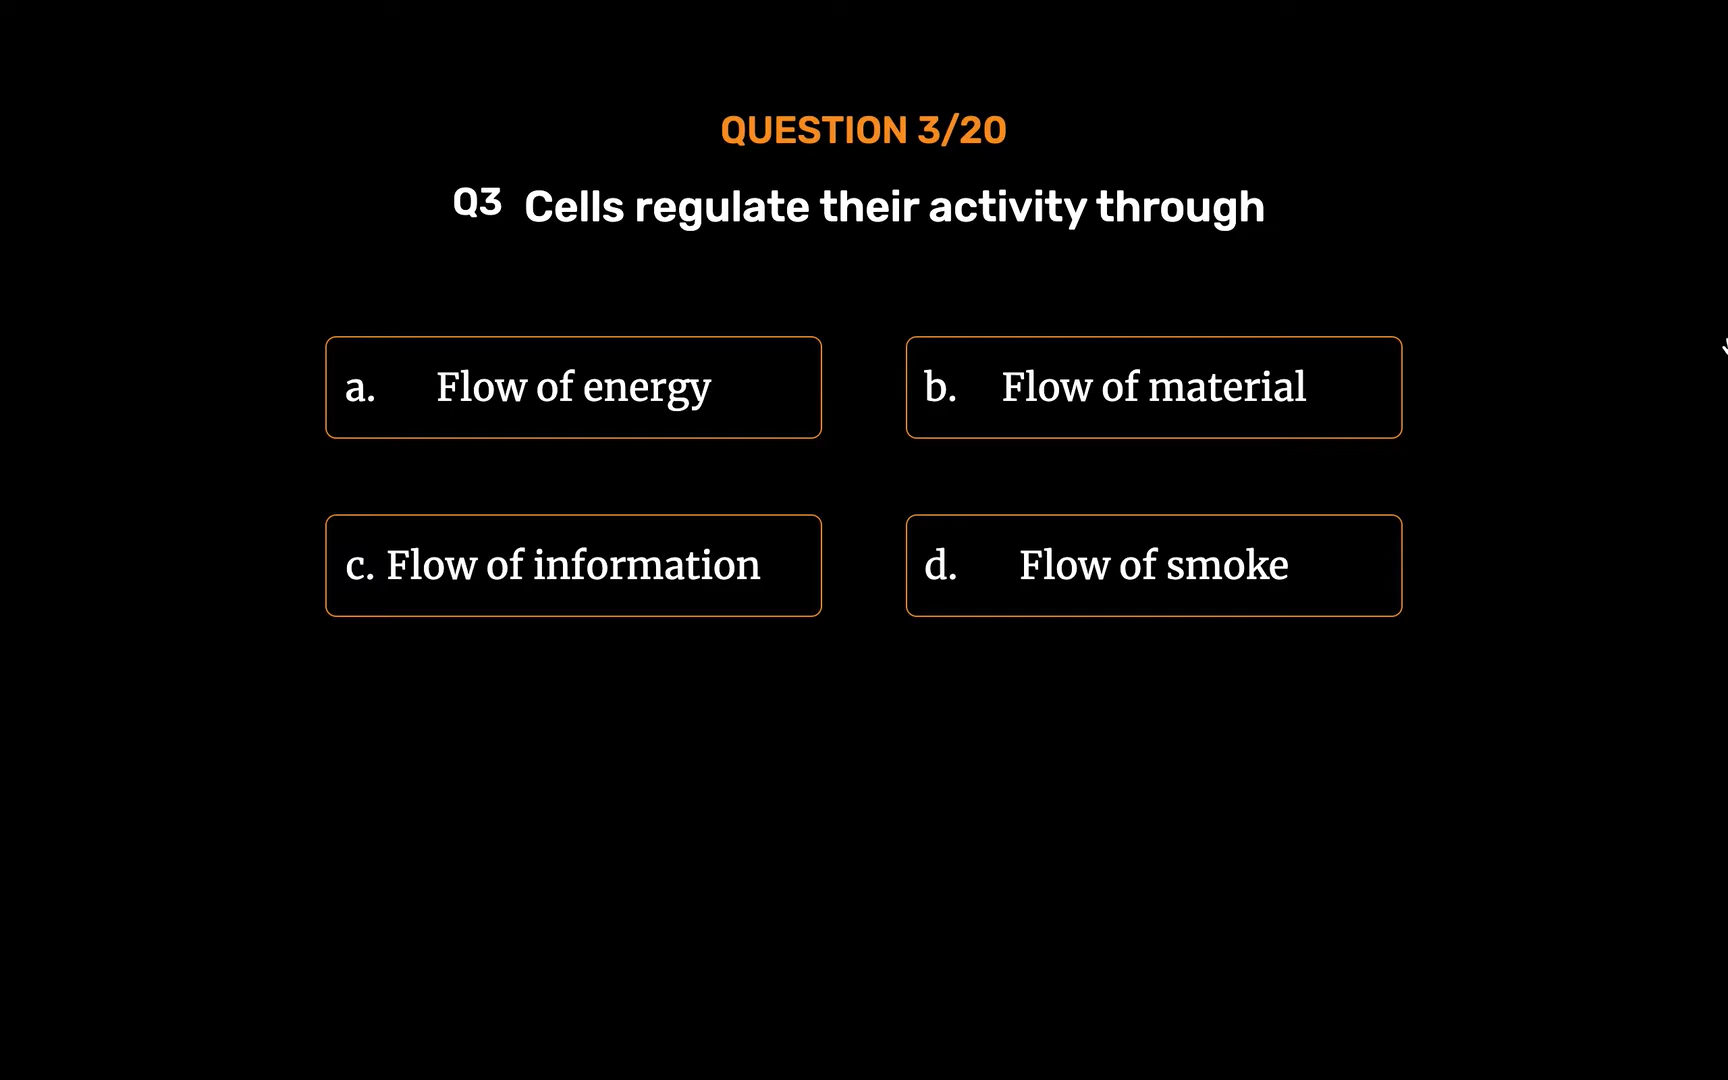 QUESTION 3/20
Q3 Cells regulate their activity through
a. Flow of energy
b. Flow of material
c. Flow of information
d. Flow of smoke